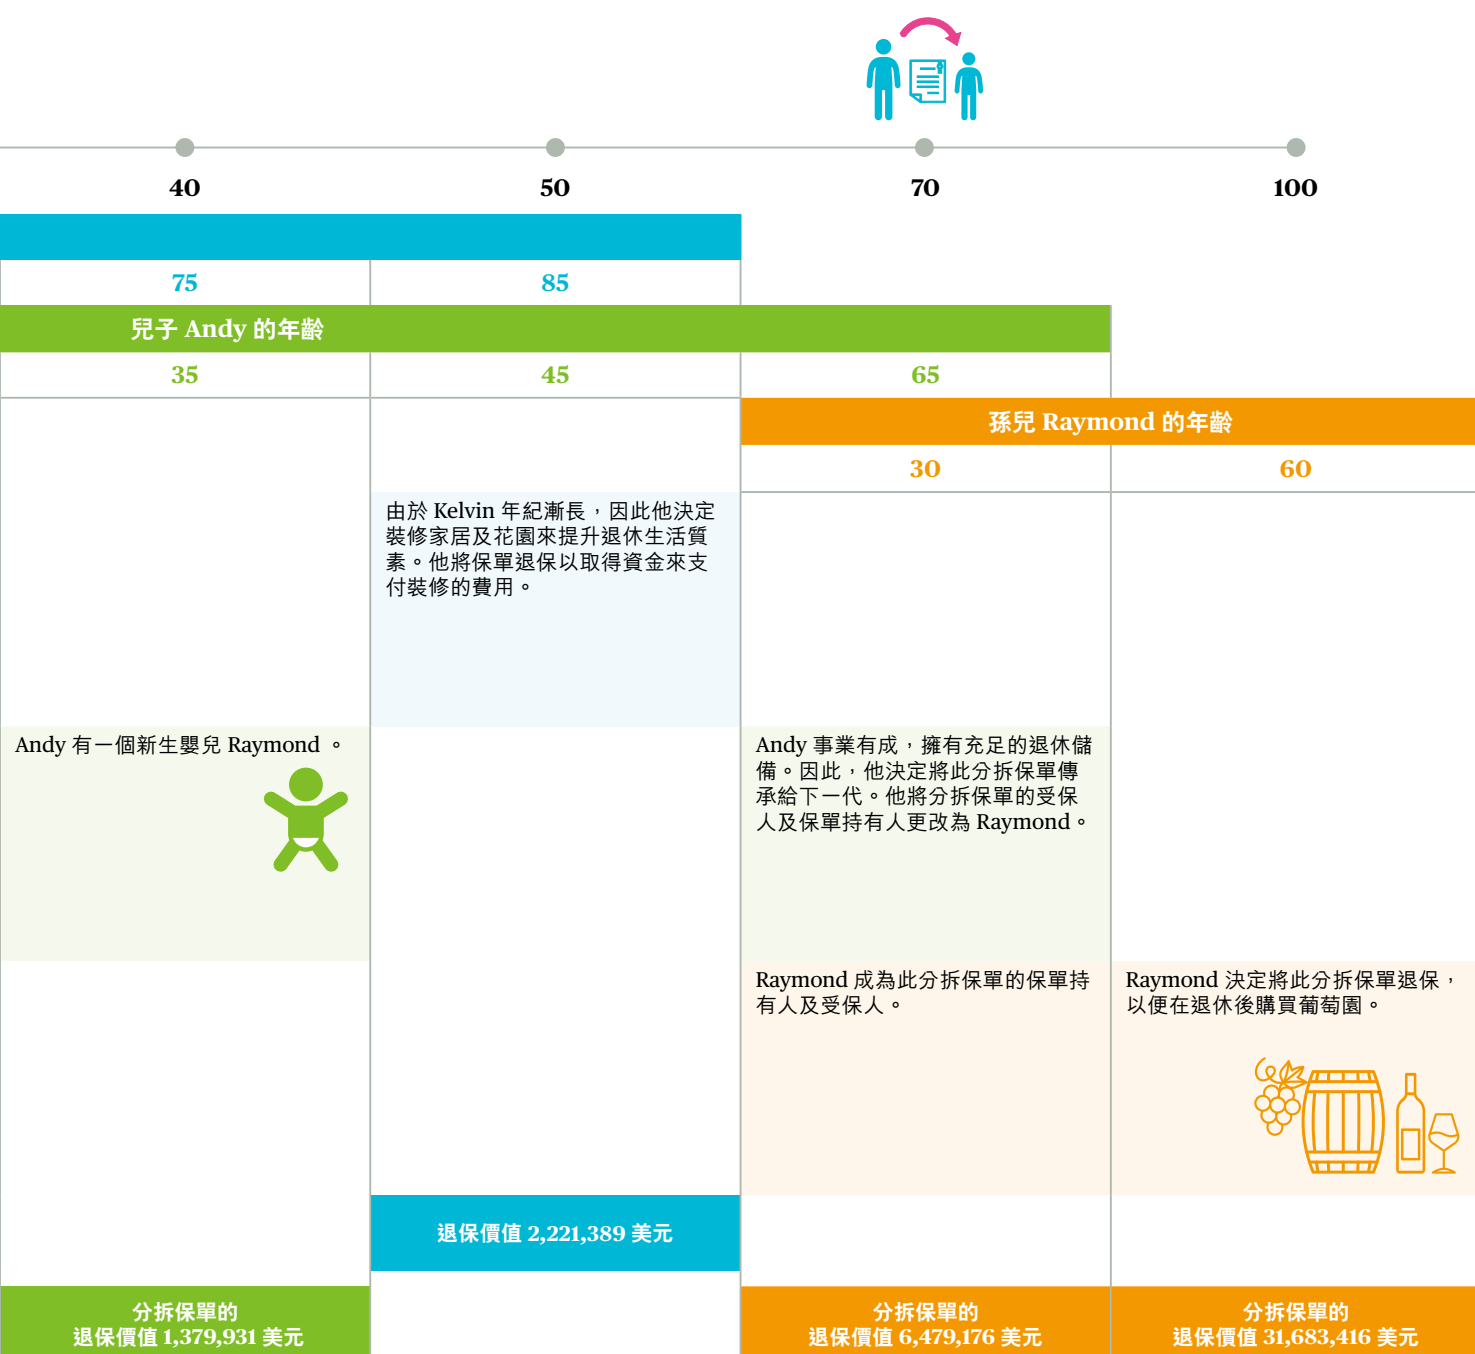 40
50
70
100
75
85
兒子 Andy 的年齡
35
45
65
孫兒 Raymond 的年齡
30
60
由於 Kelvin 年紀漸長，因此他決定
裝修家居及花園來提升退休生活質
素。他將保單退保以取得資金來支
付裝修的費用。
Andy 有一個新生嬰兒 Raymond 。
Andy 事業有成，擁有充足的退休儲
備。因此，他決定將此分拆保單傳
承給下一代。他將分拆保單的受保
人及保單持有人更改為 Raymond。
Raymond 成為此分拆保單的保單持
有人及受保人。
Raymond 決定將此分拆保單退保，
以便在退休後購買葡萄園。
退保價值 2,221,389 美元
分拆保單的
退保價值 1,379,931 美元
分拆保單的
退保價值 6,479,176 美元
分拆保單的
退保價值 31,683,416 美元